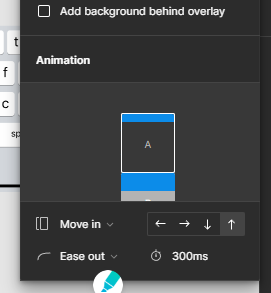 Add background behind overlay
t
Animation
f
c
A
sp
Move in
← → ↓ ↑
Ease out 300ms